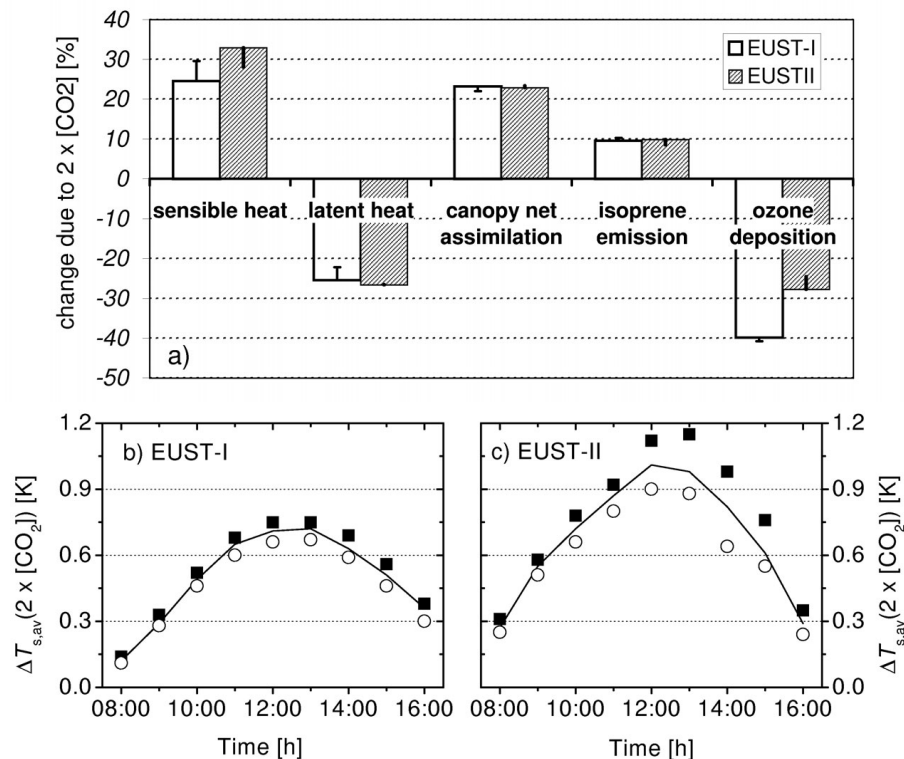 change due to 2 x [CO2] [%]
40
30
20
10
0
-10
-20
-30
-40
-50
EUST-I
EUSTII
sensible heat
latent heat
canopy net
assimilation
isoprene
emission
ozone
deposition
a)
ΔT s,av (2 x [CO2]) [K]
1.2
0.9
0.6
0.3
0.0
b) EUST-I
08:00 10:00 12:00 14:00 16:00
Time [h]
c) EUST-II
08:00 10:00 12:00 14:00 16:00
Time [h]
1.2
0.9
0.6
0.3
0.0
ΔT s,av (2 x [CO2]) [K]